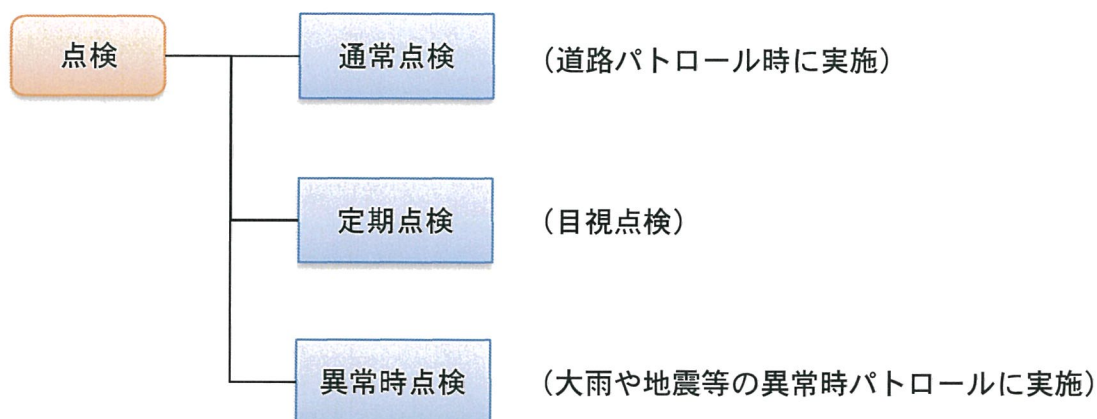 点検
通常点検
（道路パトロール時に実施）
定期点検
（目視点検）
異常時点検
（大雨や地震等の異常時パトロールに実施）